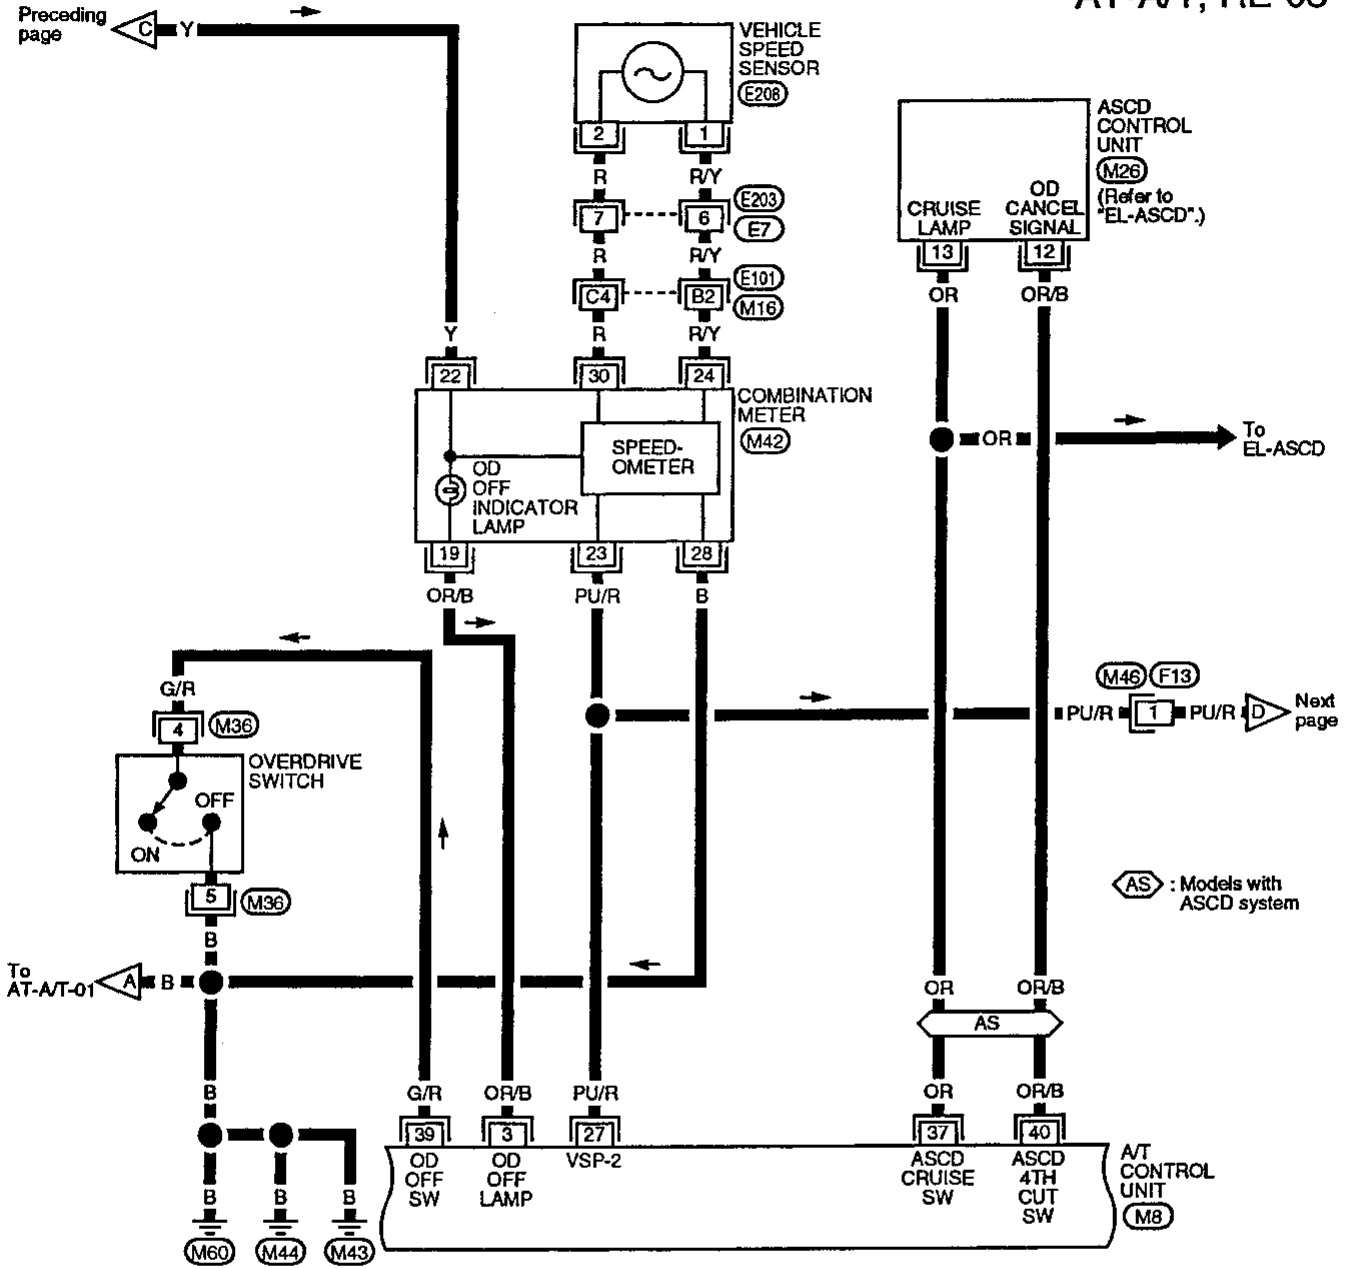 Preceding
page
C
Y
VEHICLE
SPEED
SENSOR
E208
2
1
R
R/Y
7
6
E203
E7
R
R/Y
C4
B2
E101
M16
Y
R
R/Y
22
30
24
COMBINATION
METER
M42
SPEED-
OMETER
OD
OFF
INDICATOR
LAMP
19
23
28
OR/B
PU/R
B
ASCD
CONTROL
UNIT
M26
(Refer to
"EL-ASCD".)
CRUISE
LAMP
OD
CANCEL
SIGNAL
13
12
OR
OR/B
OR
To
EL-ASCD
G/R
4
M36
OVERDRIVE
SWITCH
OFF
ON
5
M36
B
To
AT-A/T-01
A
B
M46
F13
PU/R
1
PU/R
D
Next
page
AS
: Models with
ASCD system
OR
OR/B
AS
B
G/R
OR/B
PU/R
OR
OR/B
39
3
27
37
40
OD
OFF
SW
OD
OFF
LAMP
VSP-2
ASCD
CRUISE
SW
ASCD
4TH
CUT
SW
A/T
CONTROL
UNIT
M8
B
B
B
M60
M44
M43